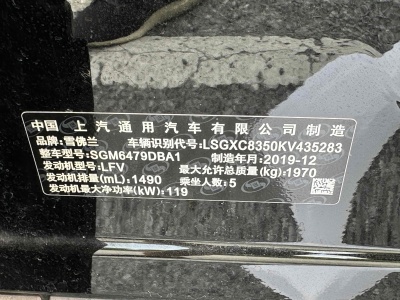 中国 上汽通用汽车有限公司制造
品牌:雪佛兰 车辆识别代号:LSGXC8350KV435283
整车型号:SGM6479DBA1 制造年月:2019-12
发动机型号:LFV 最大允许总质量(kg):1970
发动机排量(mL):1490 乘坐人数:5
发动机最大净功率(kW):119